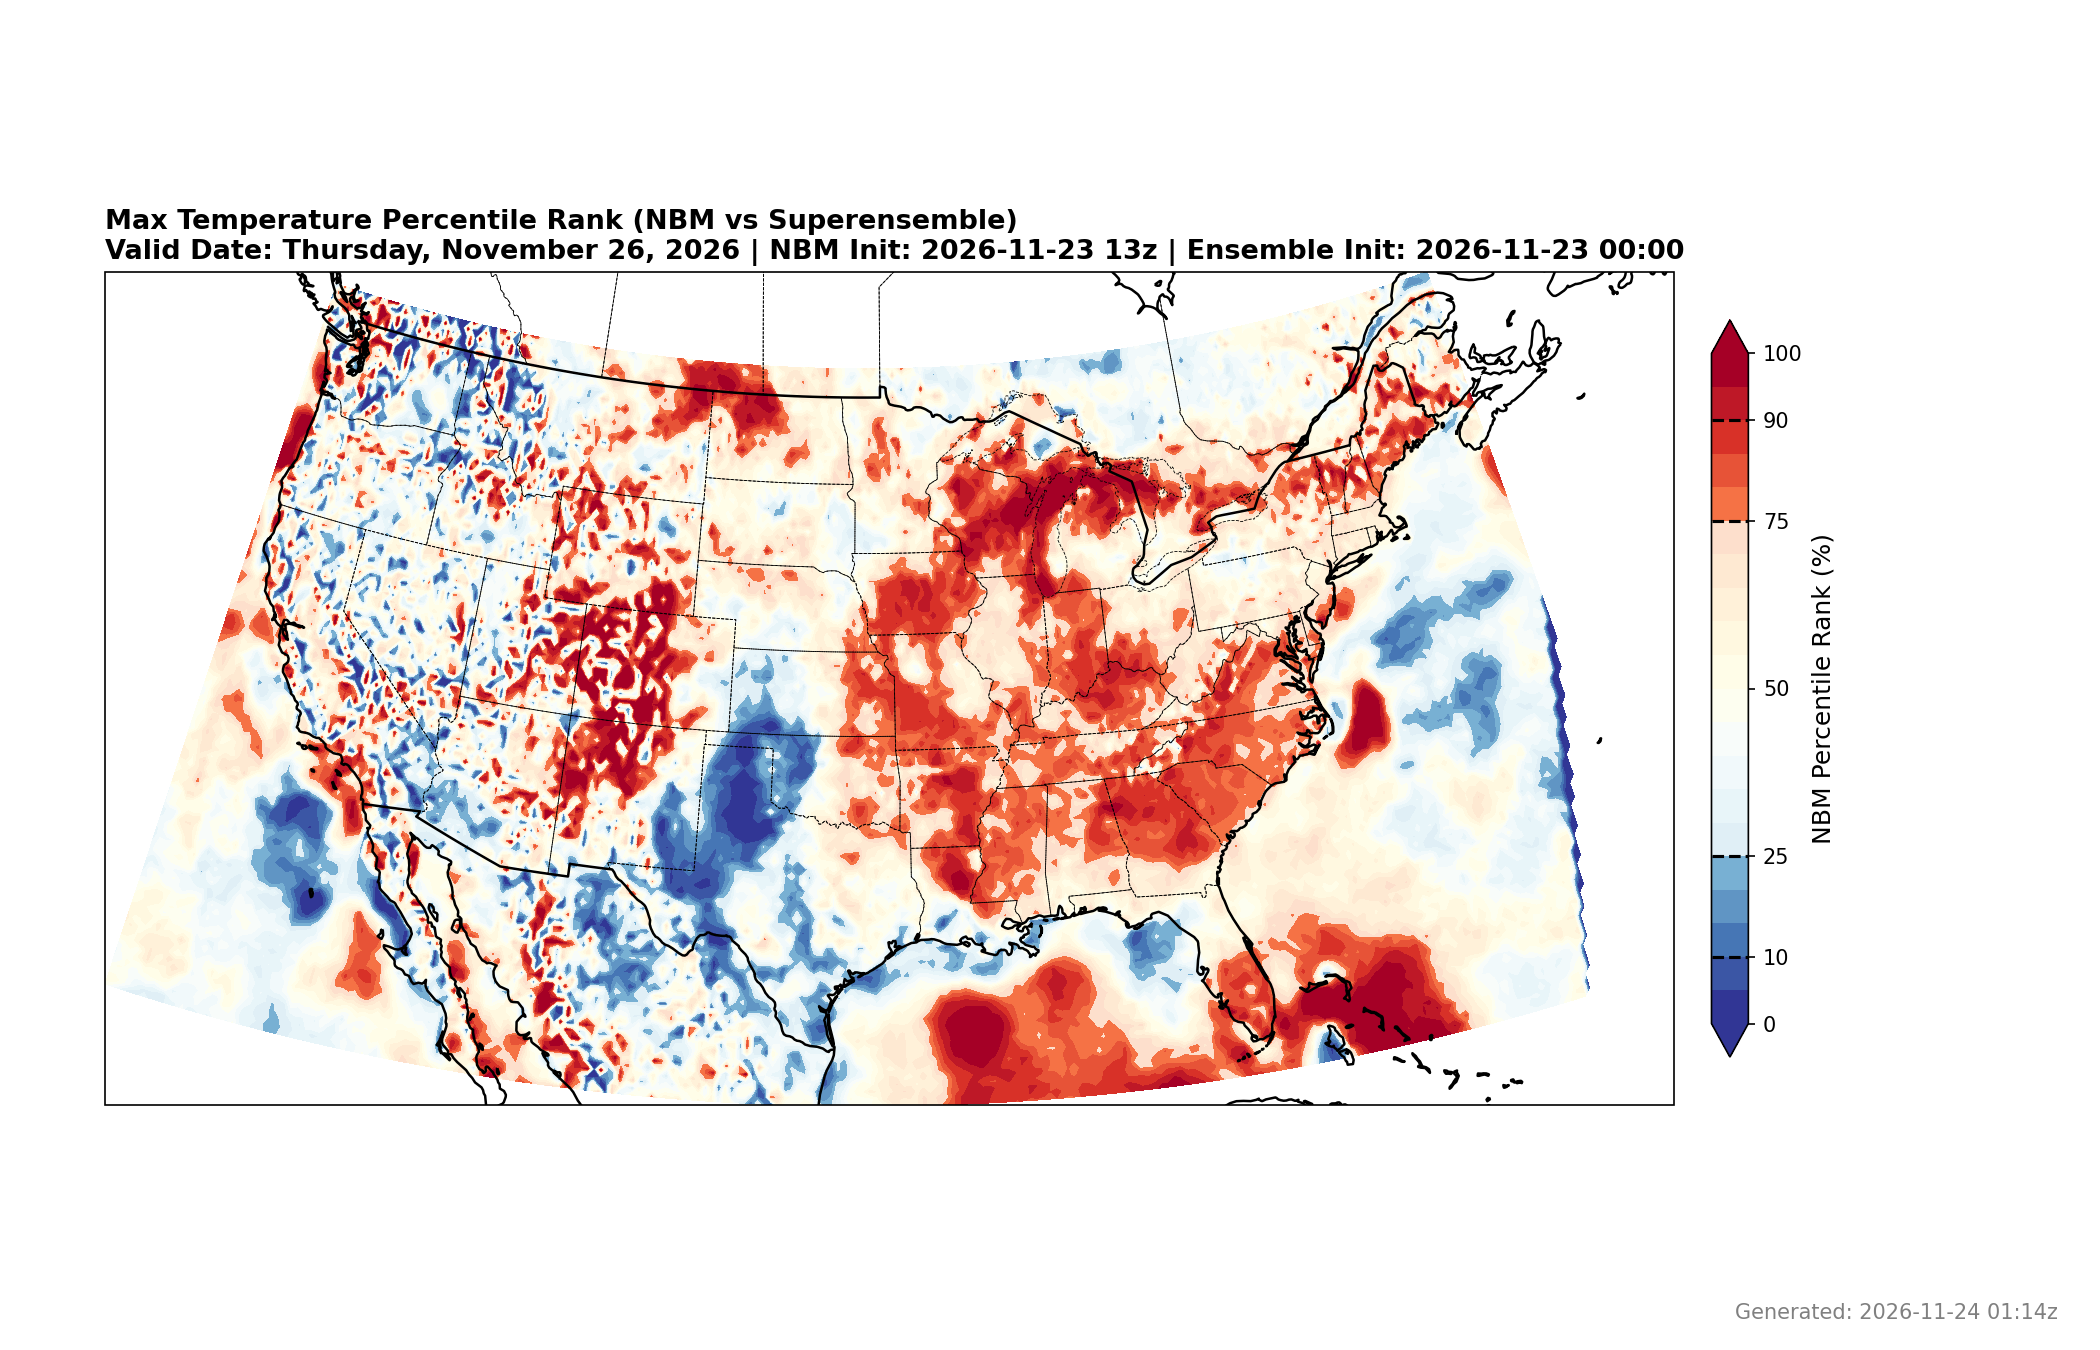 Max Temperature Percentile Rank (NBM vs Superensemble)
Valid Date: Thursday, November 26, 2026 | NBM Init: 2026-11-23 13z | Ensemble Init: 2026-11-23 00:00
100
90
75
50
25
10
0
NBM Percentile Rank (%)
Generated: 2026-11-24 01:14z